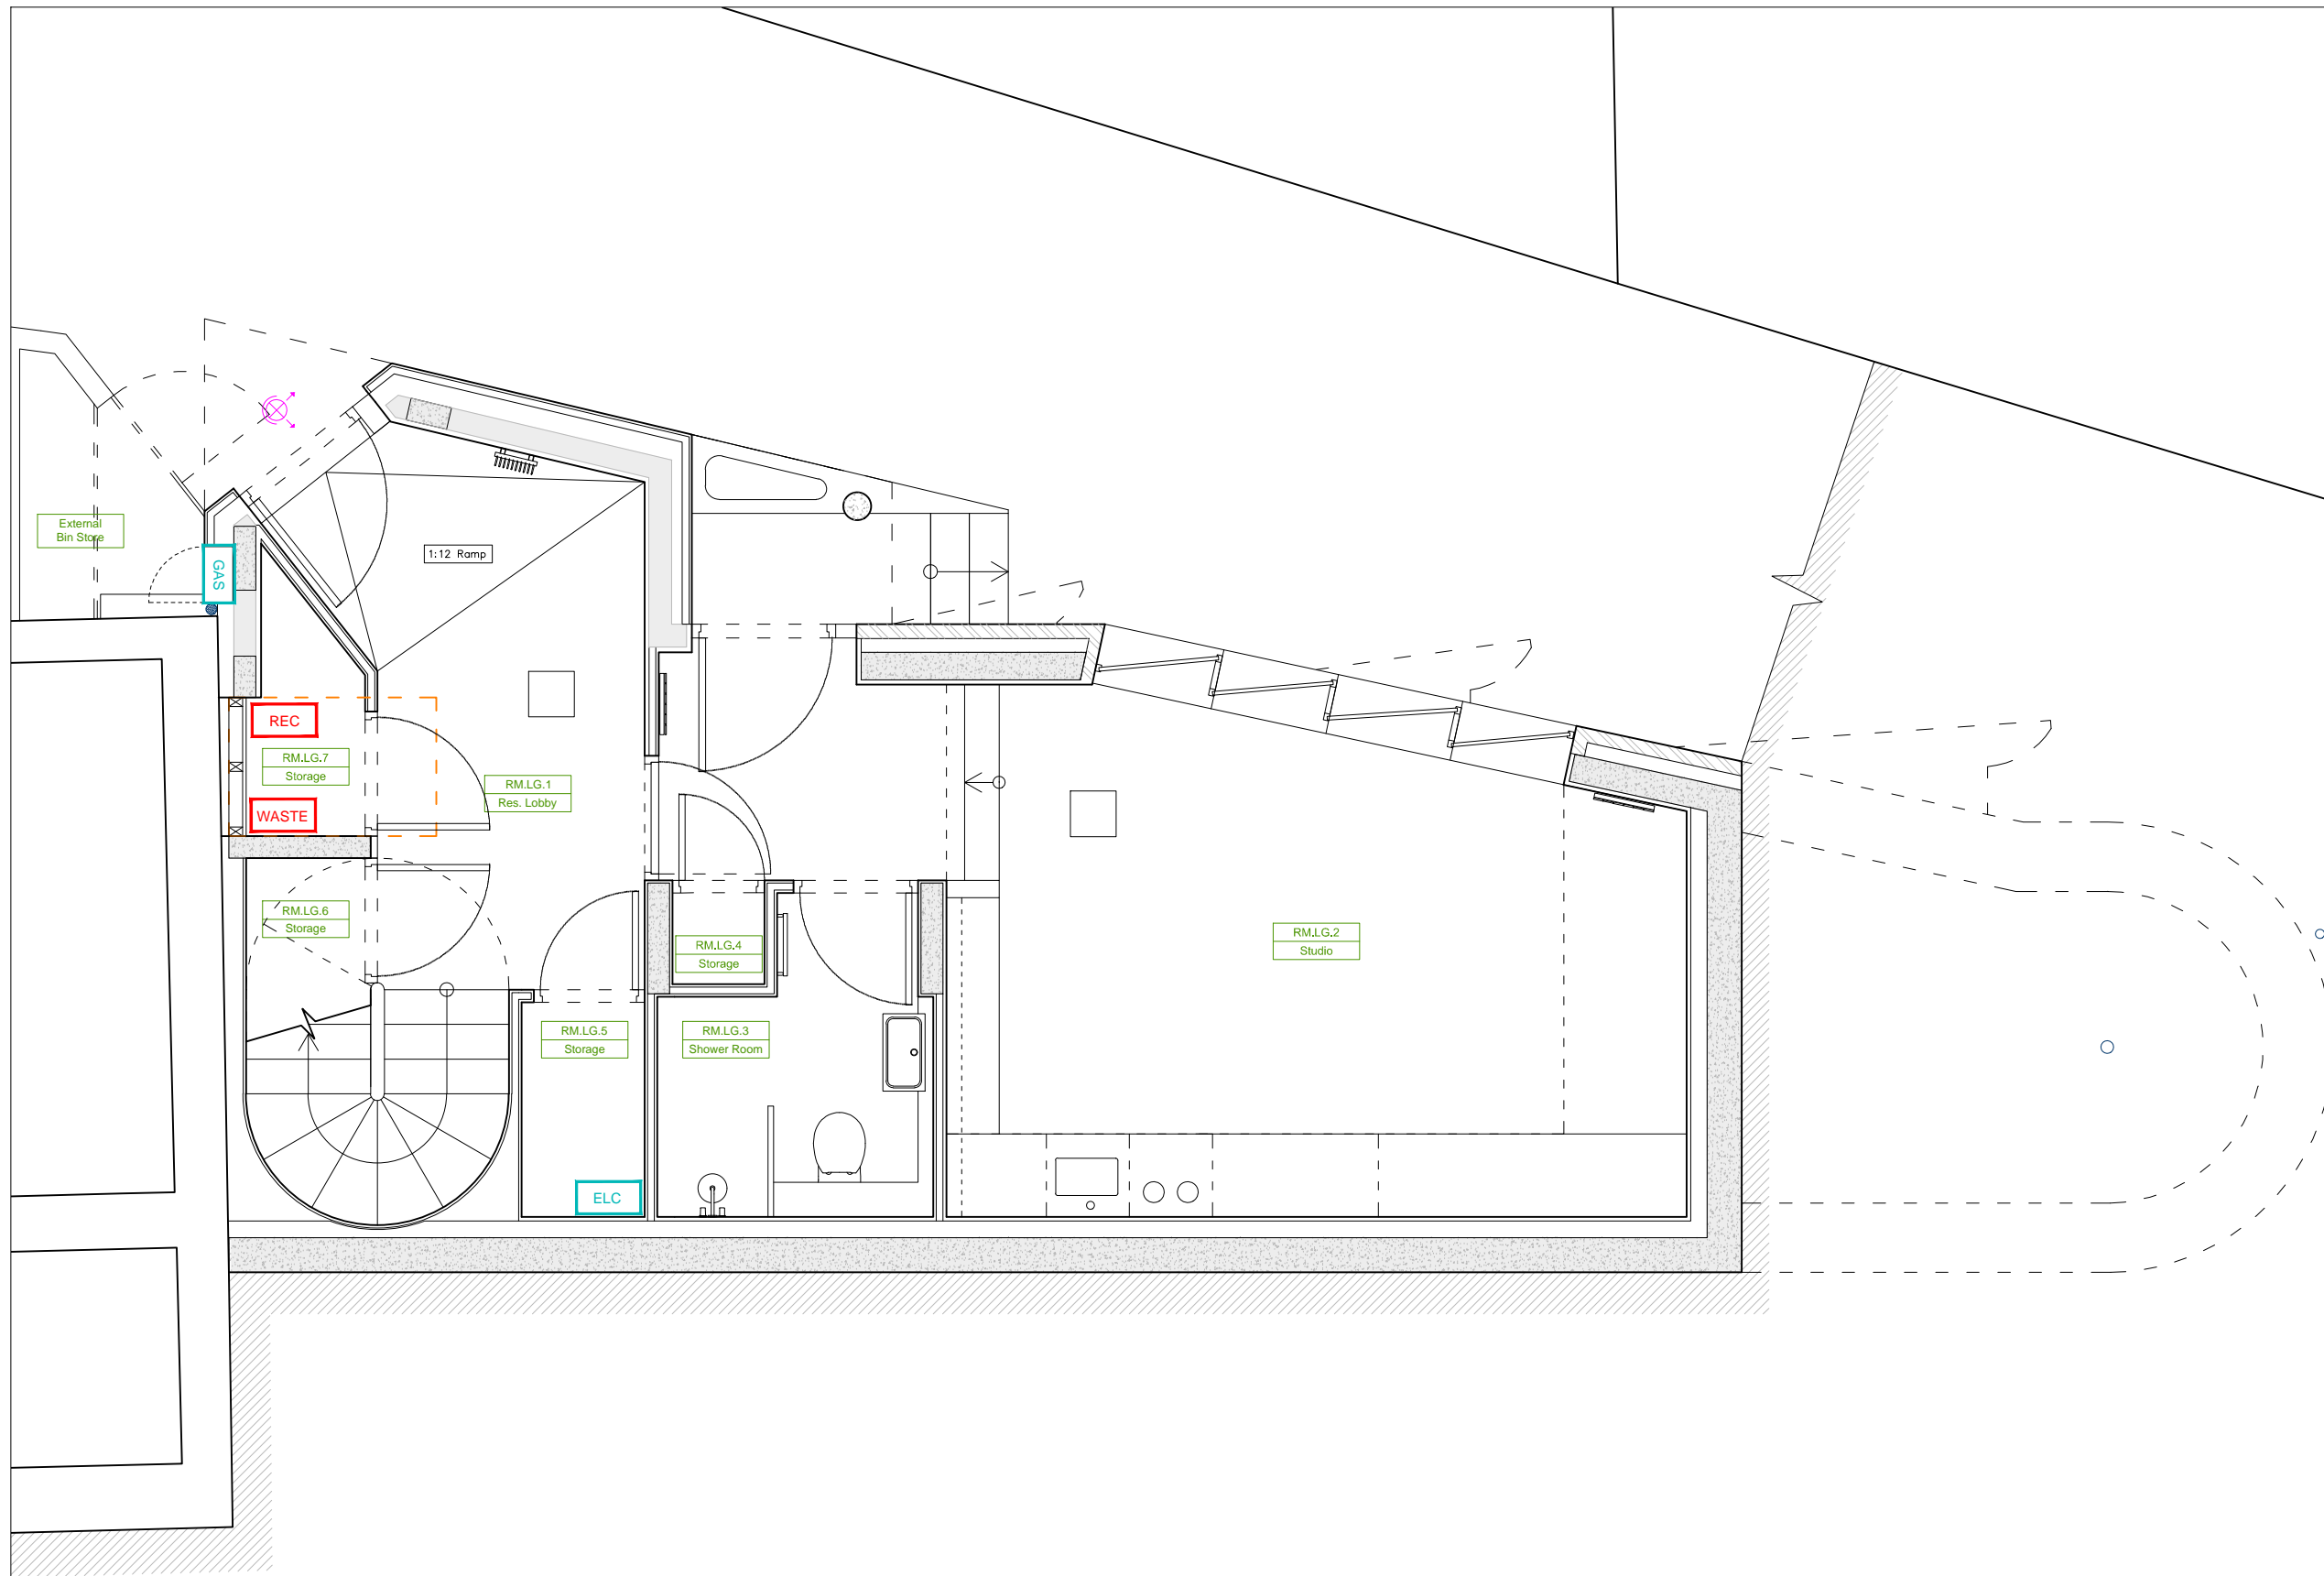 External
Bin Store
GAS
1:12 Ramp
REC
RM.LG.7
Storage
WASTE
RM.LG.1
Res. Lobby
RM.LG.6
Storage
RM.LG.4
Storage
RM.LG.2
Studio
RM.LG.5
Storage
RM.LG.3
Shower Room
ELC